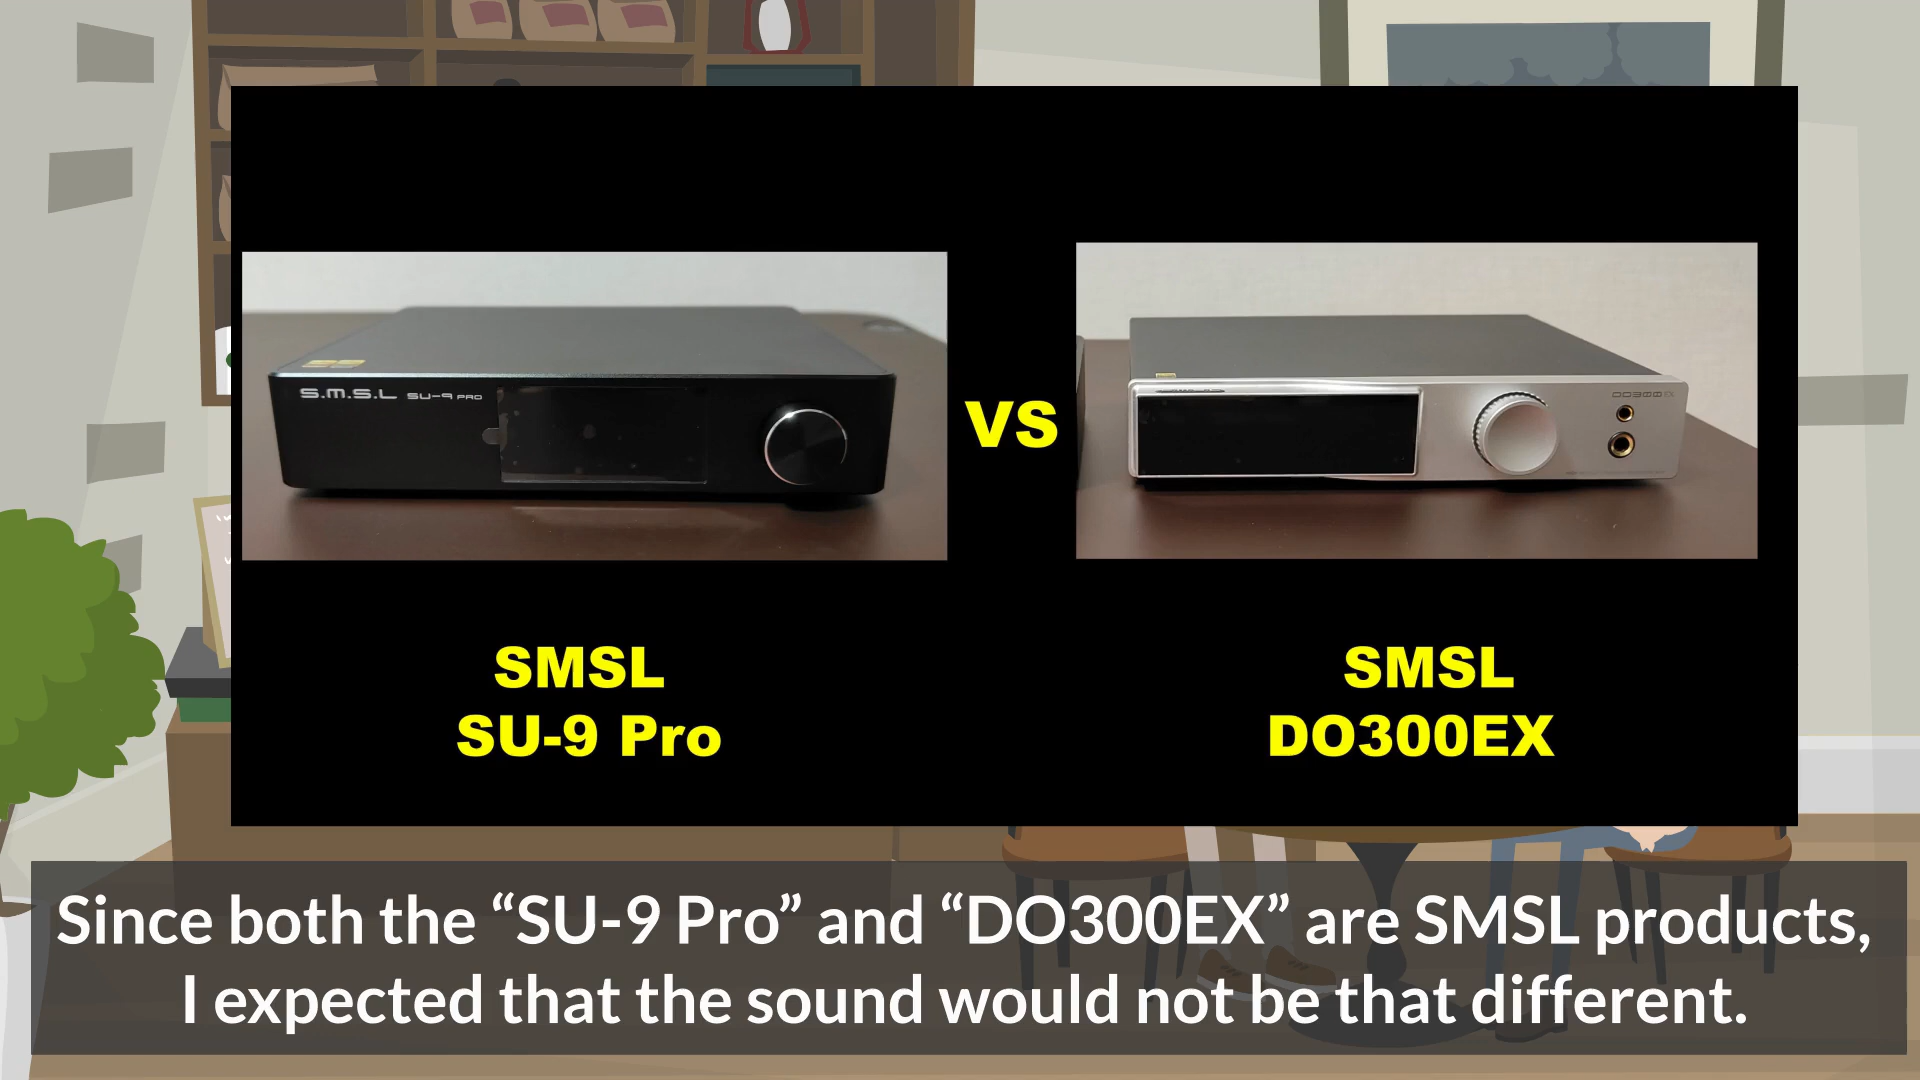 S.M.S.L SU-9 PRO
DO300EX
VS
SMSL
SU-9 Pro
SMSL
DO300EX
Since both the “SU-9 Pro” and “DO300EX” are SMSL products,
I expected that the sound would not be that different.